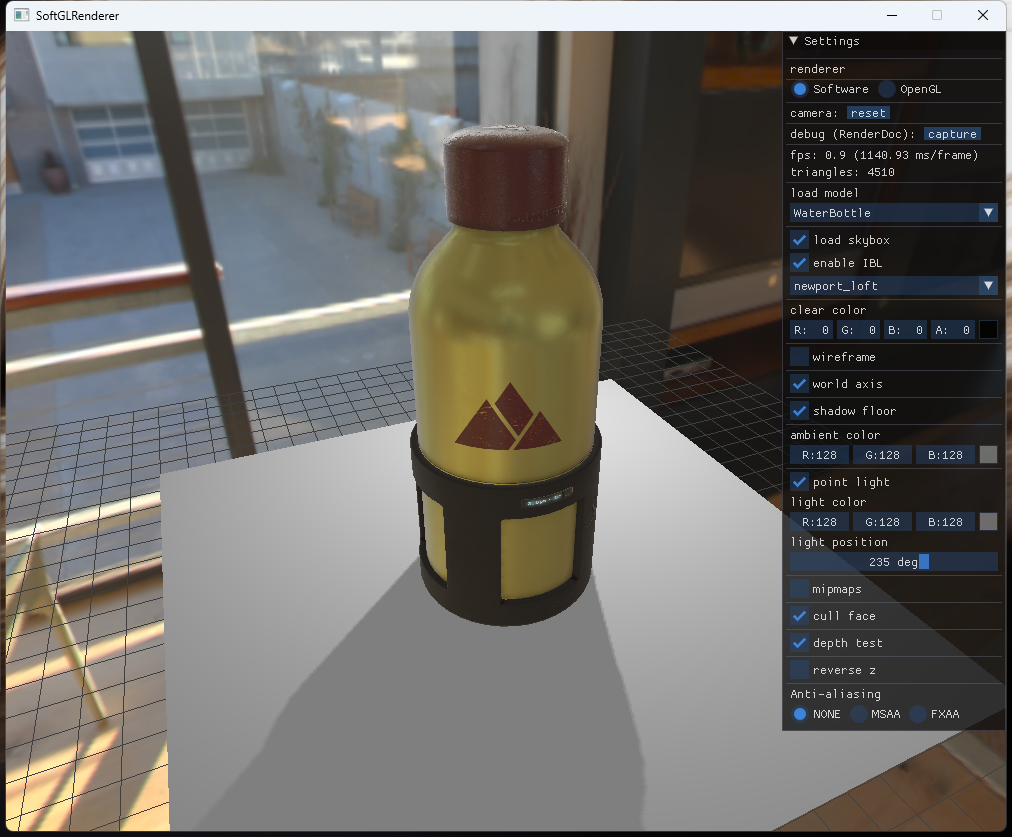 SoftGLRenderer
Settings
renderer
Software OpenGL
camera: reset
debug (RenderDoc): capture
fps: 0.9 (1140.93 ms/frame)
triangles: 4510
load model
WaterBottle
load skybox
enable IBL
newport_loft
clear color
R: 0 G: 0 B: 0 A: 0
wireframe
world axis
shadow floor
ambient color
R:128 G:128 B:128
point light
light color
R:128 G:128 B:128
light position
235 deg
mipmaps
cull face
depth test
reverse z
Anti-aliasing
NONE MSAA FXAA